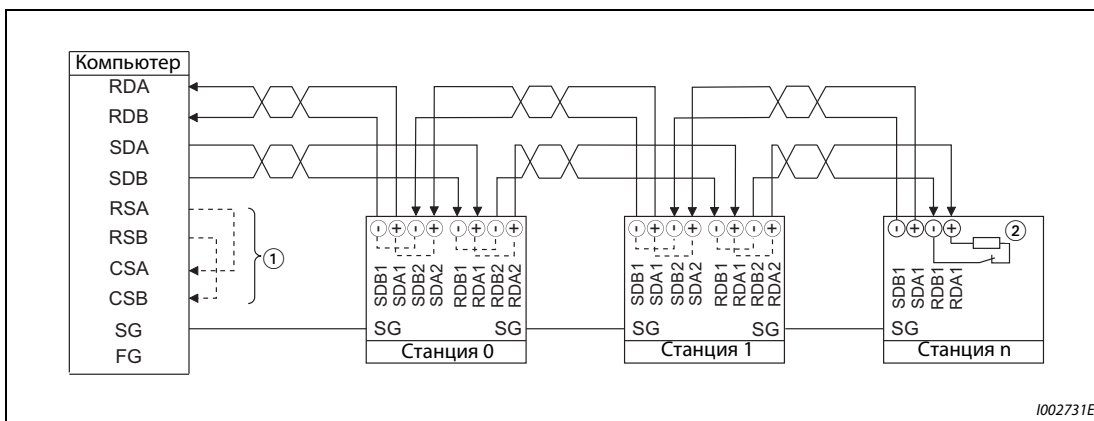 Компьютер
RDA
RDB
SDA
SDB
RSA
RSB
CSA
CSB
SG
FG
①
- + - + - + - +
SDB1
SDA1
SDB2
SDA2
RDB1
RDA1
RDB2
RDA2
SG SG
Станция 0
- + - + - + - +
SDB1
SDA1
SDB2
SDA2
RDB1
RDA1
RDB2
RDA2
SG SG
Станция 1
- + - +
②
SDB1
SDA1
RDB1
RDA1
SG
Станция n
I002731E